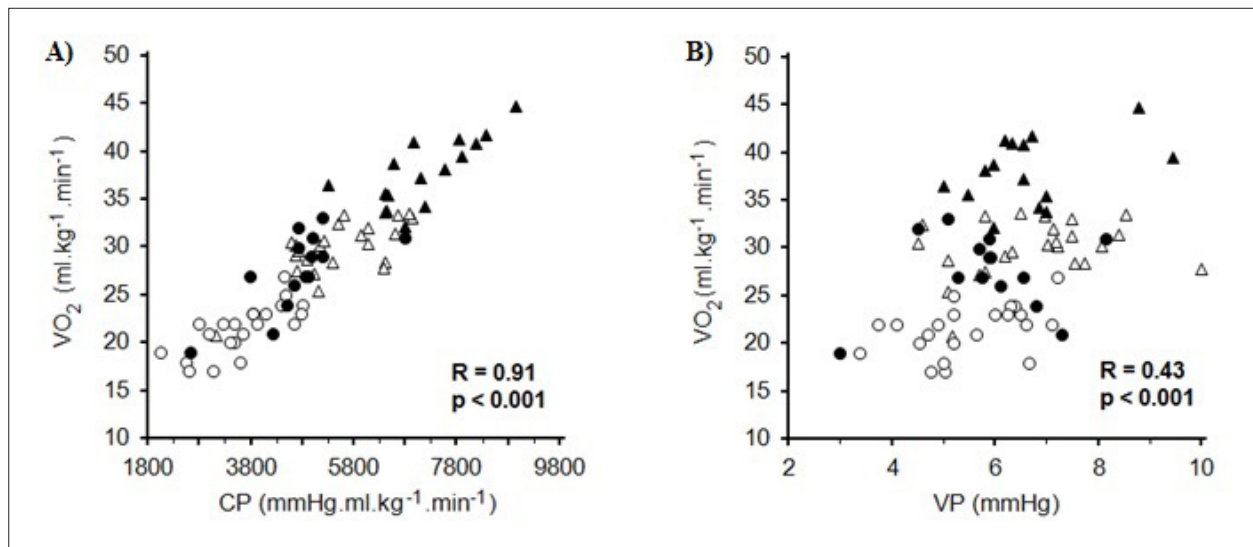 A)
50
45
40
35
30
25
20
15
10
VO₂ (ml.kg⁻¹.min⁻¹)
R = 0.91
p < 0.001
1800 3800 5800 7800 9800
CP (mmHg.ml.kg⁻¹.min⁻¹)
B)
50
45
40
35
30
25
20
15
10
VO₂ (ml.kg⁻¹.min⁻¹)
R = 0.43
p < 0.001
2 4 6 8 10
VP (mmHg)